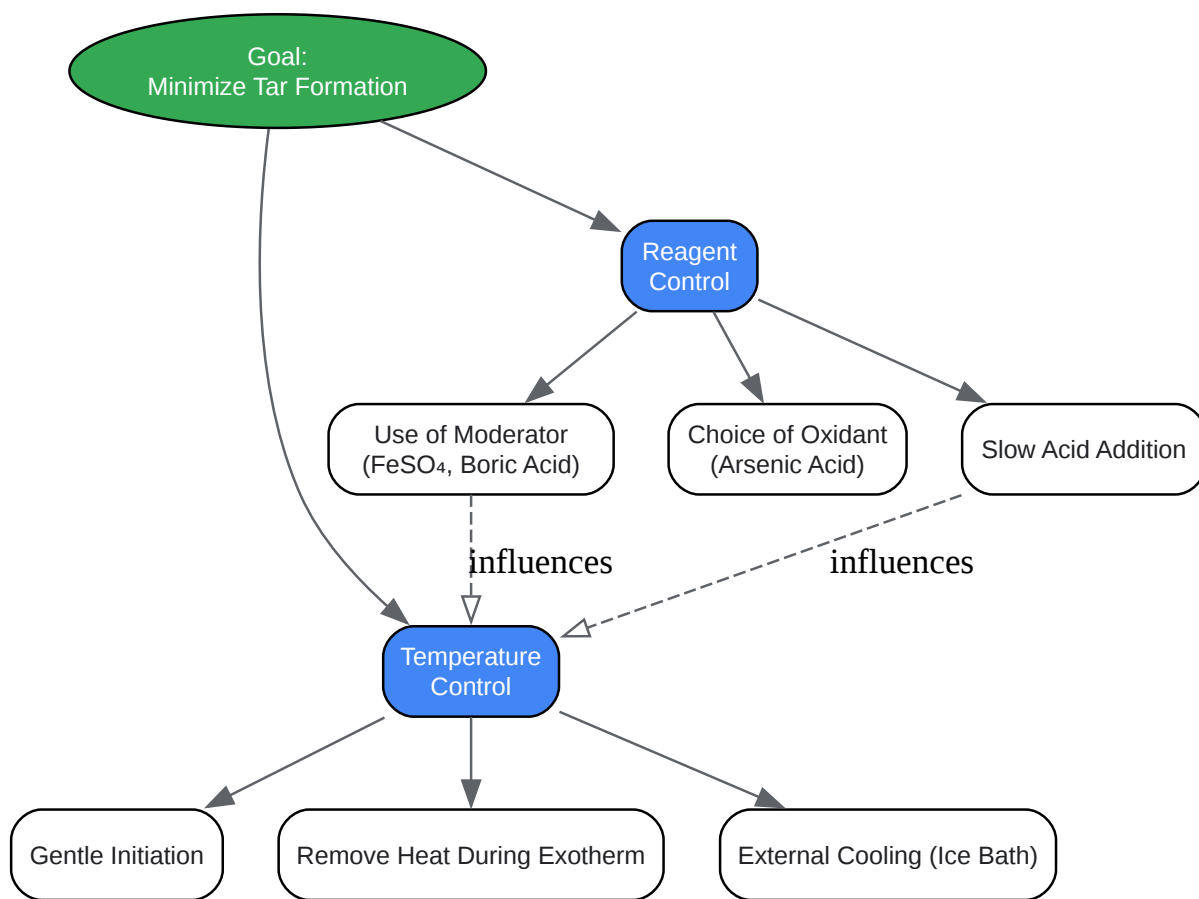 Goal:
Minimize Tar Formation
Reagent
Control
Use of Moderator
(FeSO₄, Boric Acid)
Choice of Oxidant
(Arsenic Acid)
Slow Acid Addition
influences
influences
Temperature
Control
Gentle Initiation
Remove Heat During Exotherm
External Cooling (Ice Bath)